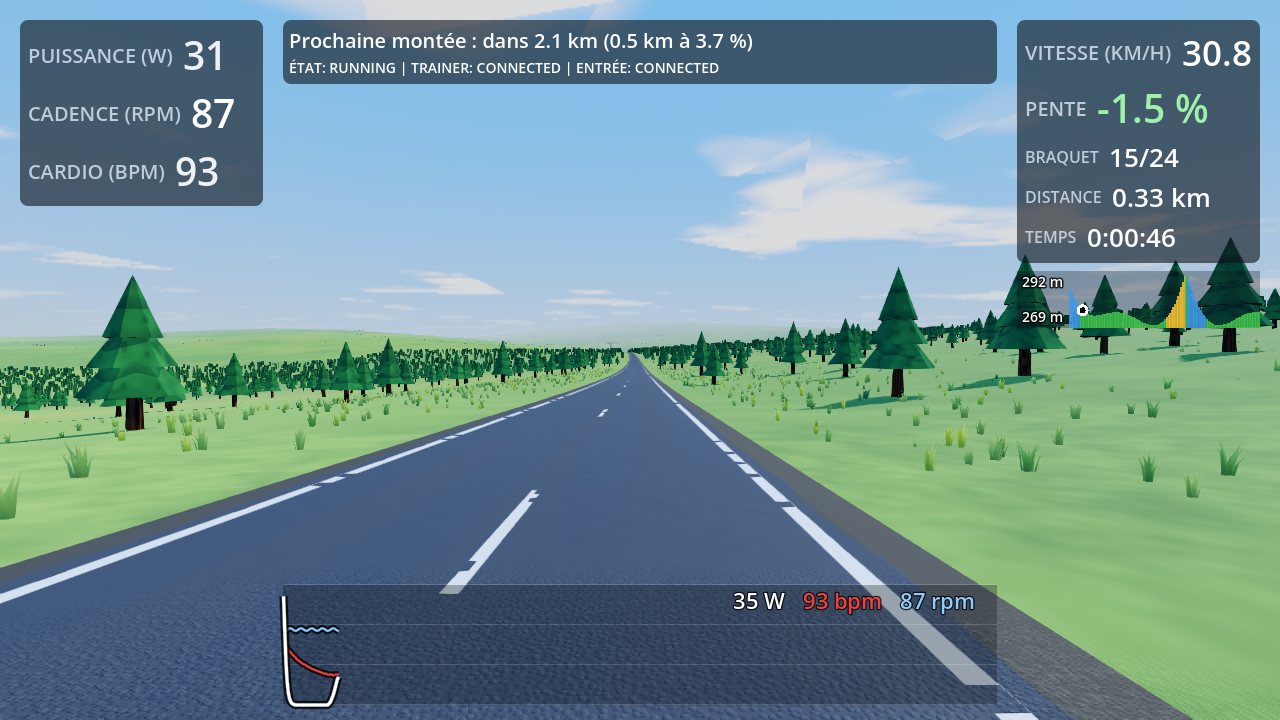 PUISSANCE (W) 31
CADENCE (RPM) 87
CARDIO (BPM) 93
Prochaine montée : dans 2.1 km (0.5 km à 3.7 %)
ÉTAT: RUNNING | TRAINER: CONNECTED | ENTRÉE: CONNECTED
VITESSE (KM/H) 30.8
PENTE -1.5 %
BRAQUET 15/24
DISTANCE 0.33 km
TEMPS 0:00:46
292 m
269 m
35 W 93 bpm 87 rpm